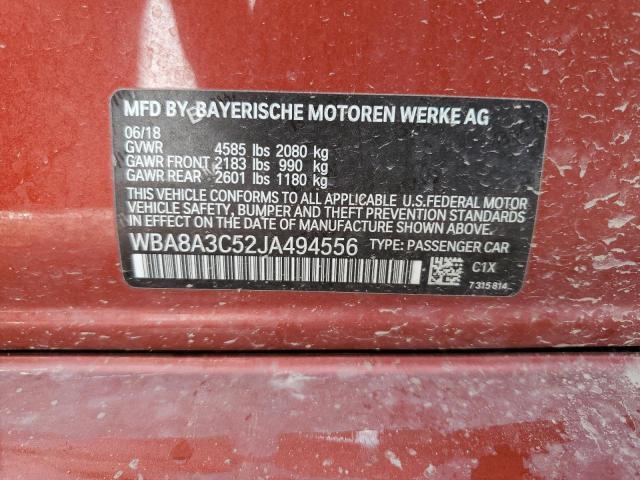 MFD BY BAYERISCHE MOTOREN WERKE AG
06/18
GVWR 4585 lbs 2080 kg
GAWR FRONT 2183 lbs 990 kg
GAWR REAR 2601 lbs 1180 kg
THIS VEHICLE CONFORMS TO ALL APPLICABLE U.S.FEDERAL MOTOR
VEHICLE SAFETY, BUMPER AND THEFT PREVENTION STANDARDS
IN EFFECT ON THE DATE OF MANUFACTURE SHOWN ABOVE.
WBA8A3C52JA494556 TYPE: PASSENGER CAR
C1X
7315814